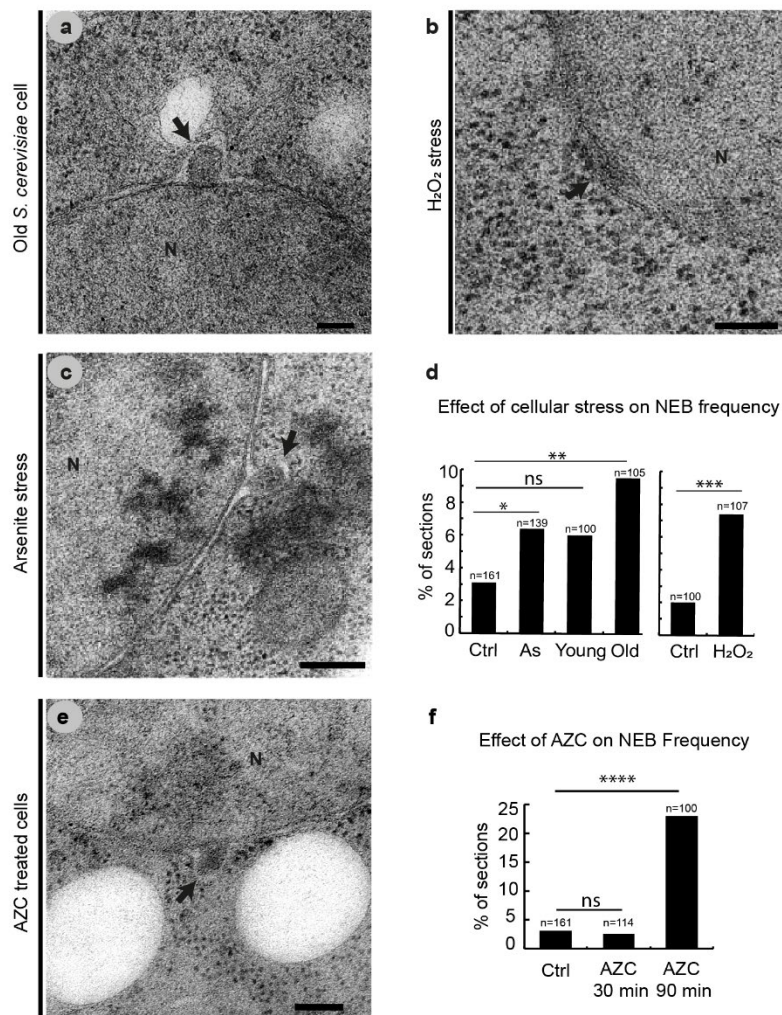 a
Old S. cerevisiae cell
N
b
H₂O₂ stress
N
c
Arsenite stress
N
d
Effect of cellular stress on NEB frequency
**
ns
*
***
% of sections
10
8
6
4
2
0
n=161
n=139
n=100
n=105
n=100
n=107
Ctrl As Young Old
Ctrl H₂O₂
e
AZC treated cells
N
f
Effect of AZC on NEB Frequency
****
ns
% of sections
25
20
15
10
5
0
n=161
n=114
n=100
Ctrl
AZC
30 min
AZC
90 min